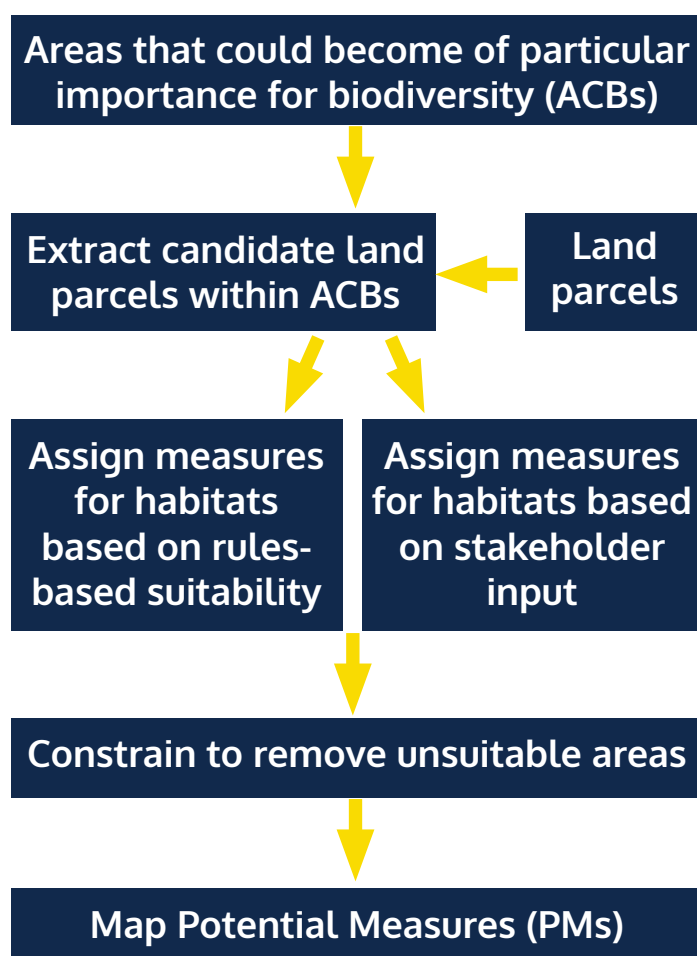 Areas that could become of particular
importance for biodiversity (ACBs)
Extract candidate land
parcels within ACBs
Land
parcels
Assign measures
for habitats
based on rules-
based suitability
Assign measures
for habitats based
on stakeholder
input
Constrain to remove unsuitable areas
Map Potential Measures (PMs)